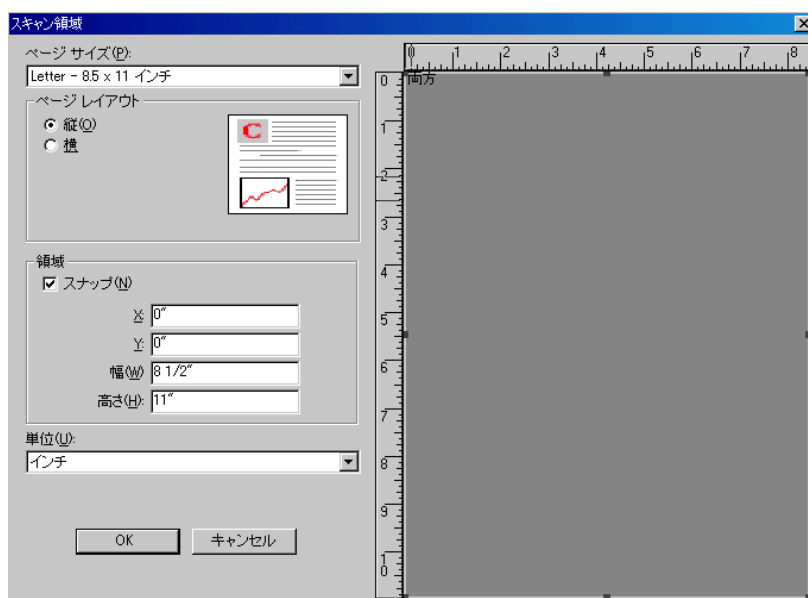 スキャン領域
ページ サイズ(P):
Letter - 8.5 x 11 インチ
ページ レイアウト
縦(O)
横
C
領域
スナップ(N)
X: 0"
Y: 0"
幅(W) 8 1/2"
高さ(H): 11"
単位(U):
インチ
OK キャンセル
0 1 2 3 4 5 6 7 8
両方
0
1
2
3
4
5
6
7
8
9
10